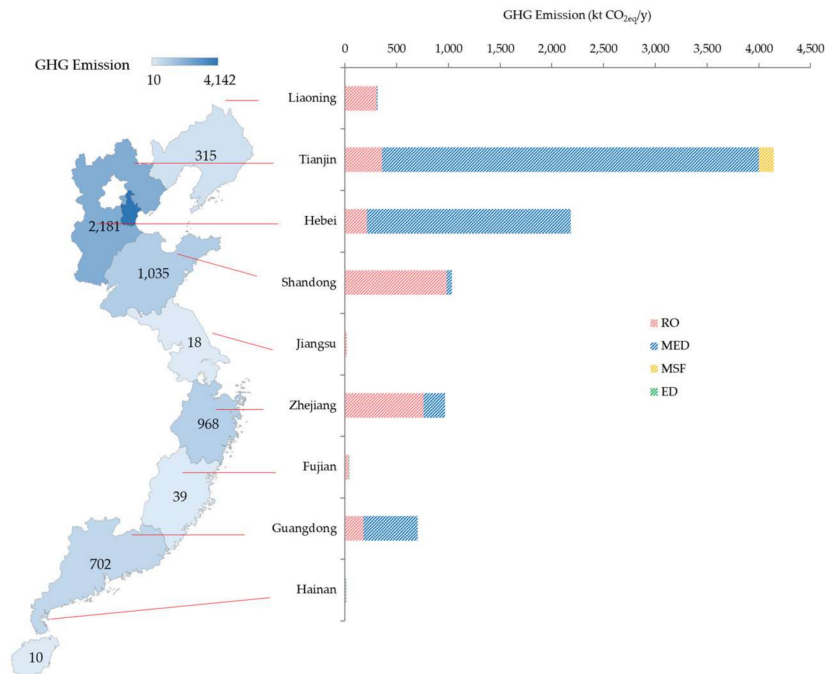 GHG Emission (kt CO2eq/y)
0 500 1,000 1,500 2,000 2,500 3,000 3,500 4,000 4,500
GHG Emission
10 4,142
Liaoning
315
Tianjin
Hebei
2,181
Shandong
1,035
RO
Jiangsu
18
MED
MSF
ED
Zhejiang
968
Fujian
39
Guangdong
702
Hainan
10